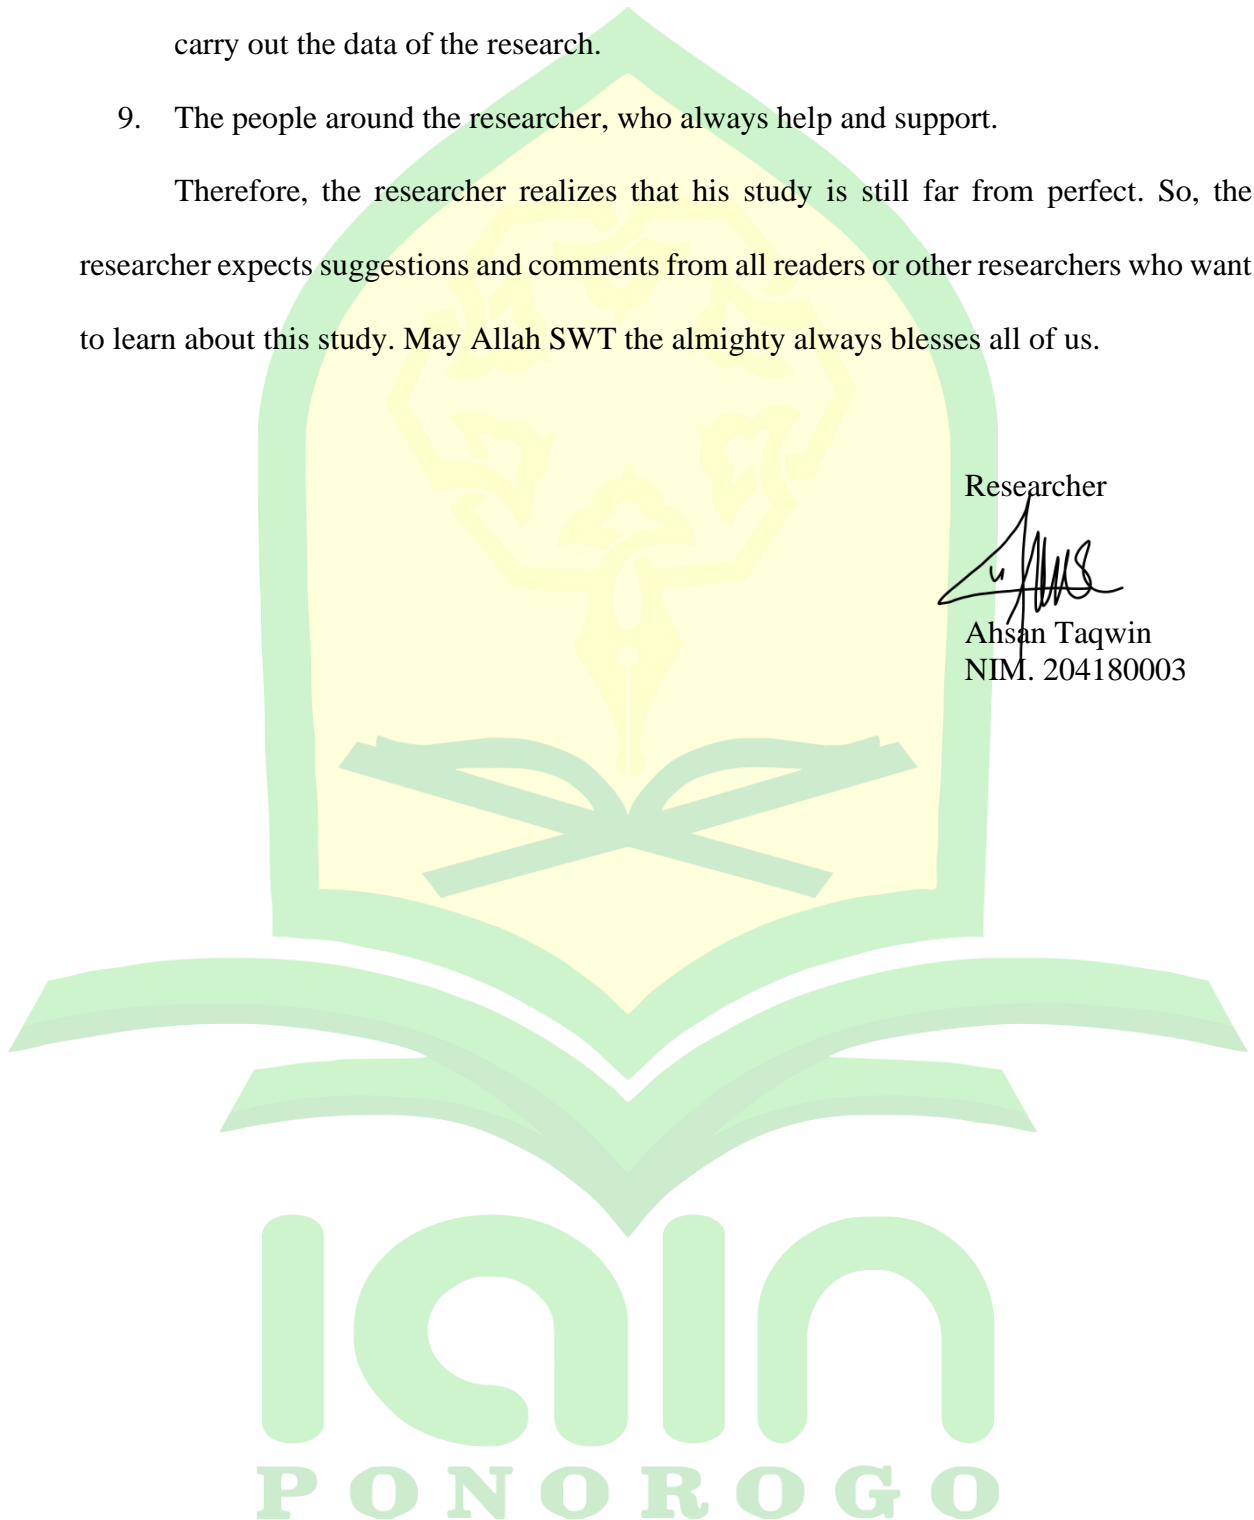 carry out the data of the research.
9. The people around the researcher, who always help and support.
Therefore, the researcher realizes that his study is still far from perfect. So, the
researcher expects suggestions and comments from all readers or other researchers who want
to learn about this study. May Allah SWT the almighty always blesses all of us.
Researcher
Ahsan Taqwin
NIM. 204180003
iain
PONOROGO